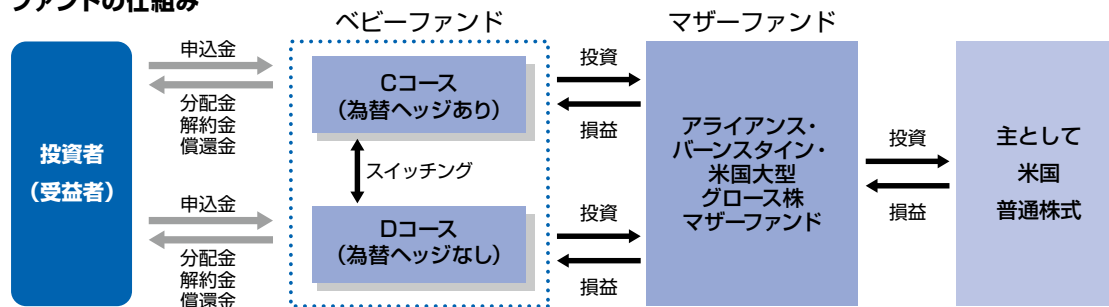 ファンドの仕組み
ベビーファンド
マザーファンド
投資者
（受益者）
申込金
分配金
解約金
償還金
申込金
分配金
解約金
償還金
Cコース
（為替ヘッジあり）
スイッチング
Dコース
（為替ヘッジなし）
投資
損益
投資
損益
アライアンス・
バーンスタイン・
米国大型
グロース株
マザーファンド
投資
損益
主として
米国
普通株式